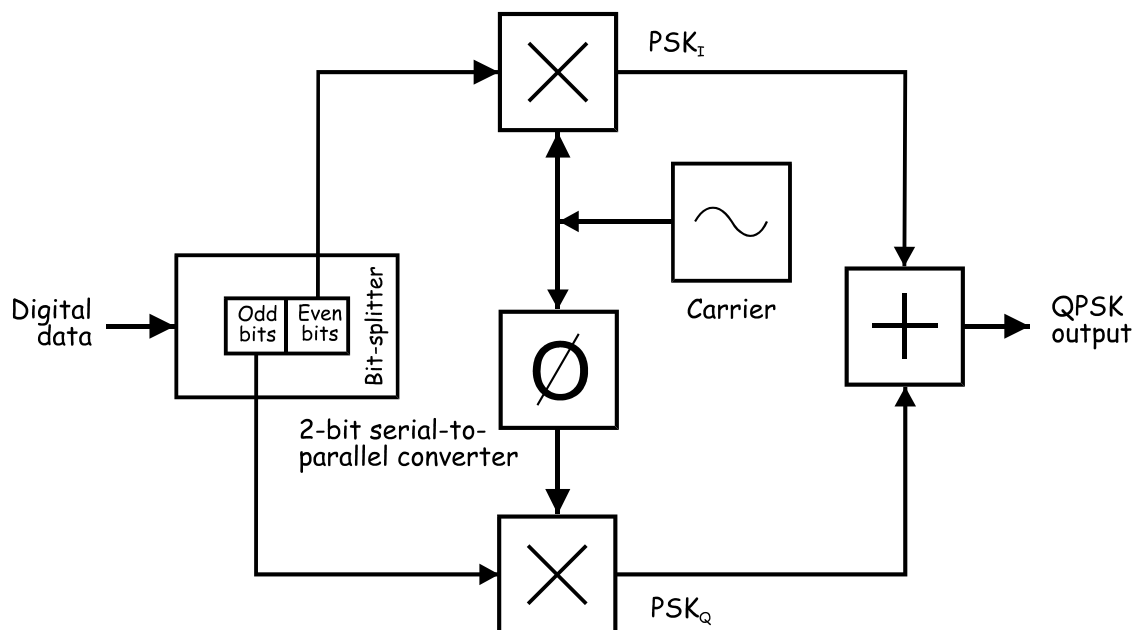 PSK_I
Digital
data
Odd
bits
Even
bits
Bit-splitter
Carrier
QPSK
output
2-bit serial-to-
parallel converter
Ø
PSK_Q